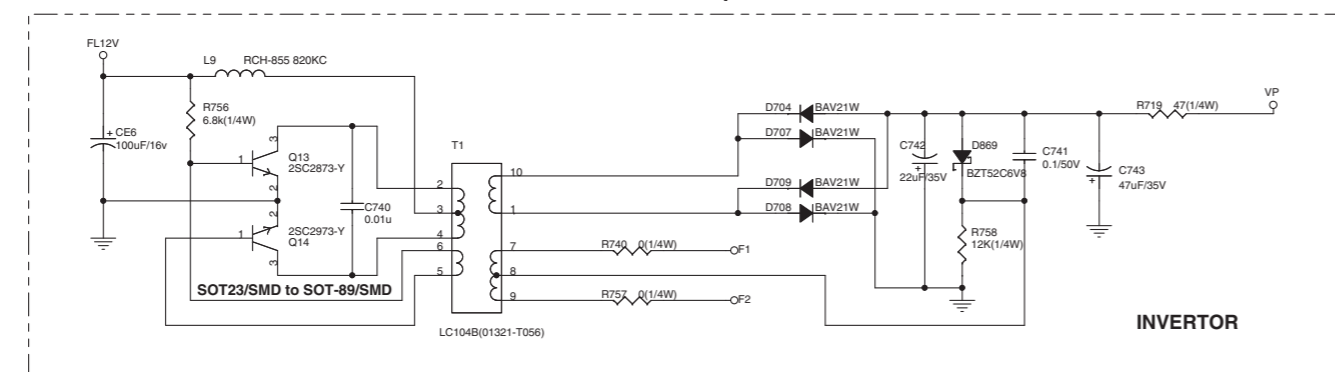 FL12V
L9 RCH-855 820KC
R756
6.8k(1/4W)
+
CE6
100uF/16v
3
1
Q13
2SC2873-Y
2
2
1
2SC2973-Y
Q14
3
SOT23/SMD to SOT-89/SMD
C740
0.01u
T1
2
3
4
6
5
10
1
7
8
9
LC104B(01321-T056)
D704 BAV21W
D707 BAV21W
D709 BAV21W
D708 BAV21W
R740 0(1/4W)
F1
R757 0(1/4W)
F2
C742
+
22uF/35V
D869
BZT52C6V8
C741
0.1/50V
C743
+
47uF/35V
R758
12K(1/4W)
R719 47(1/4W)
VP
INVERTOR